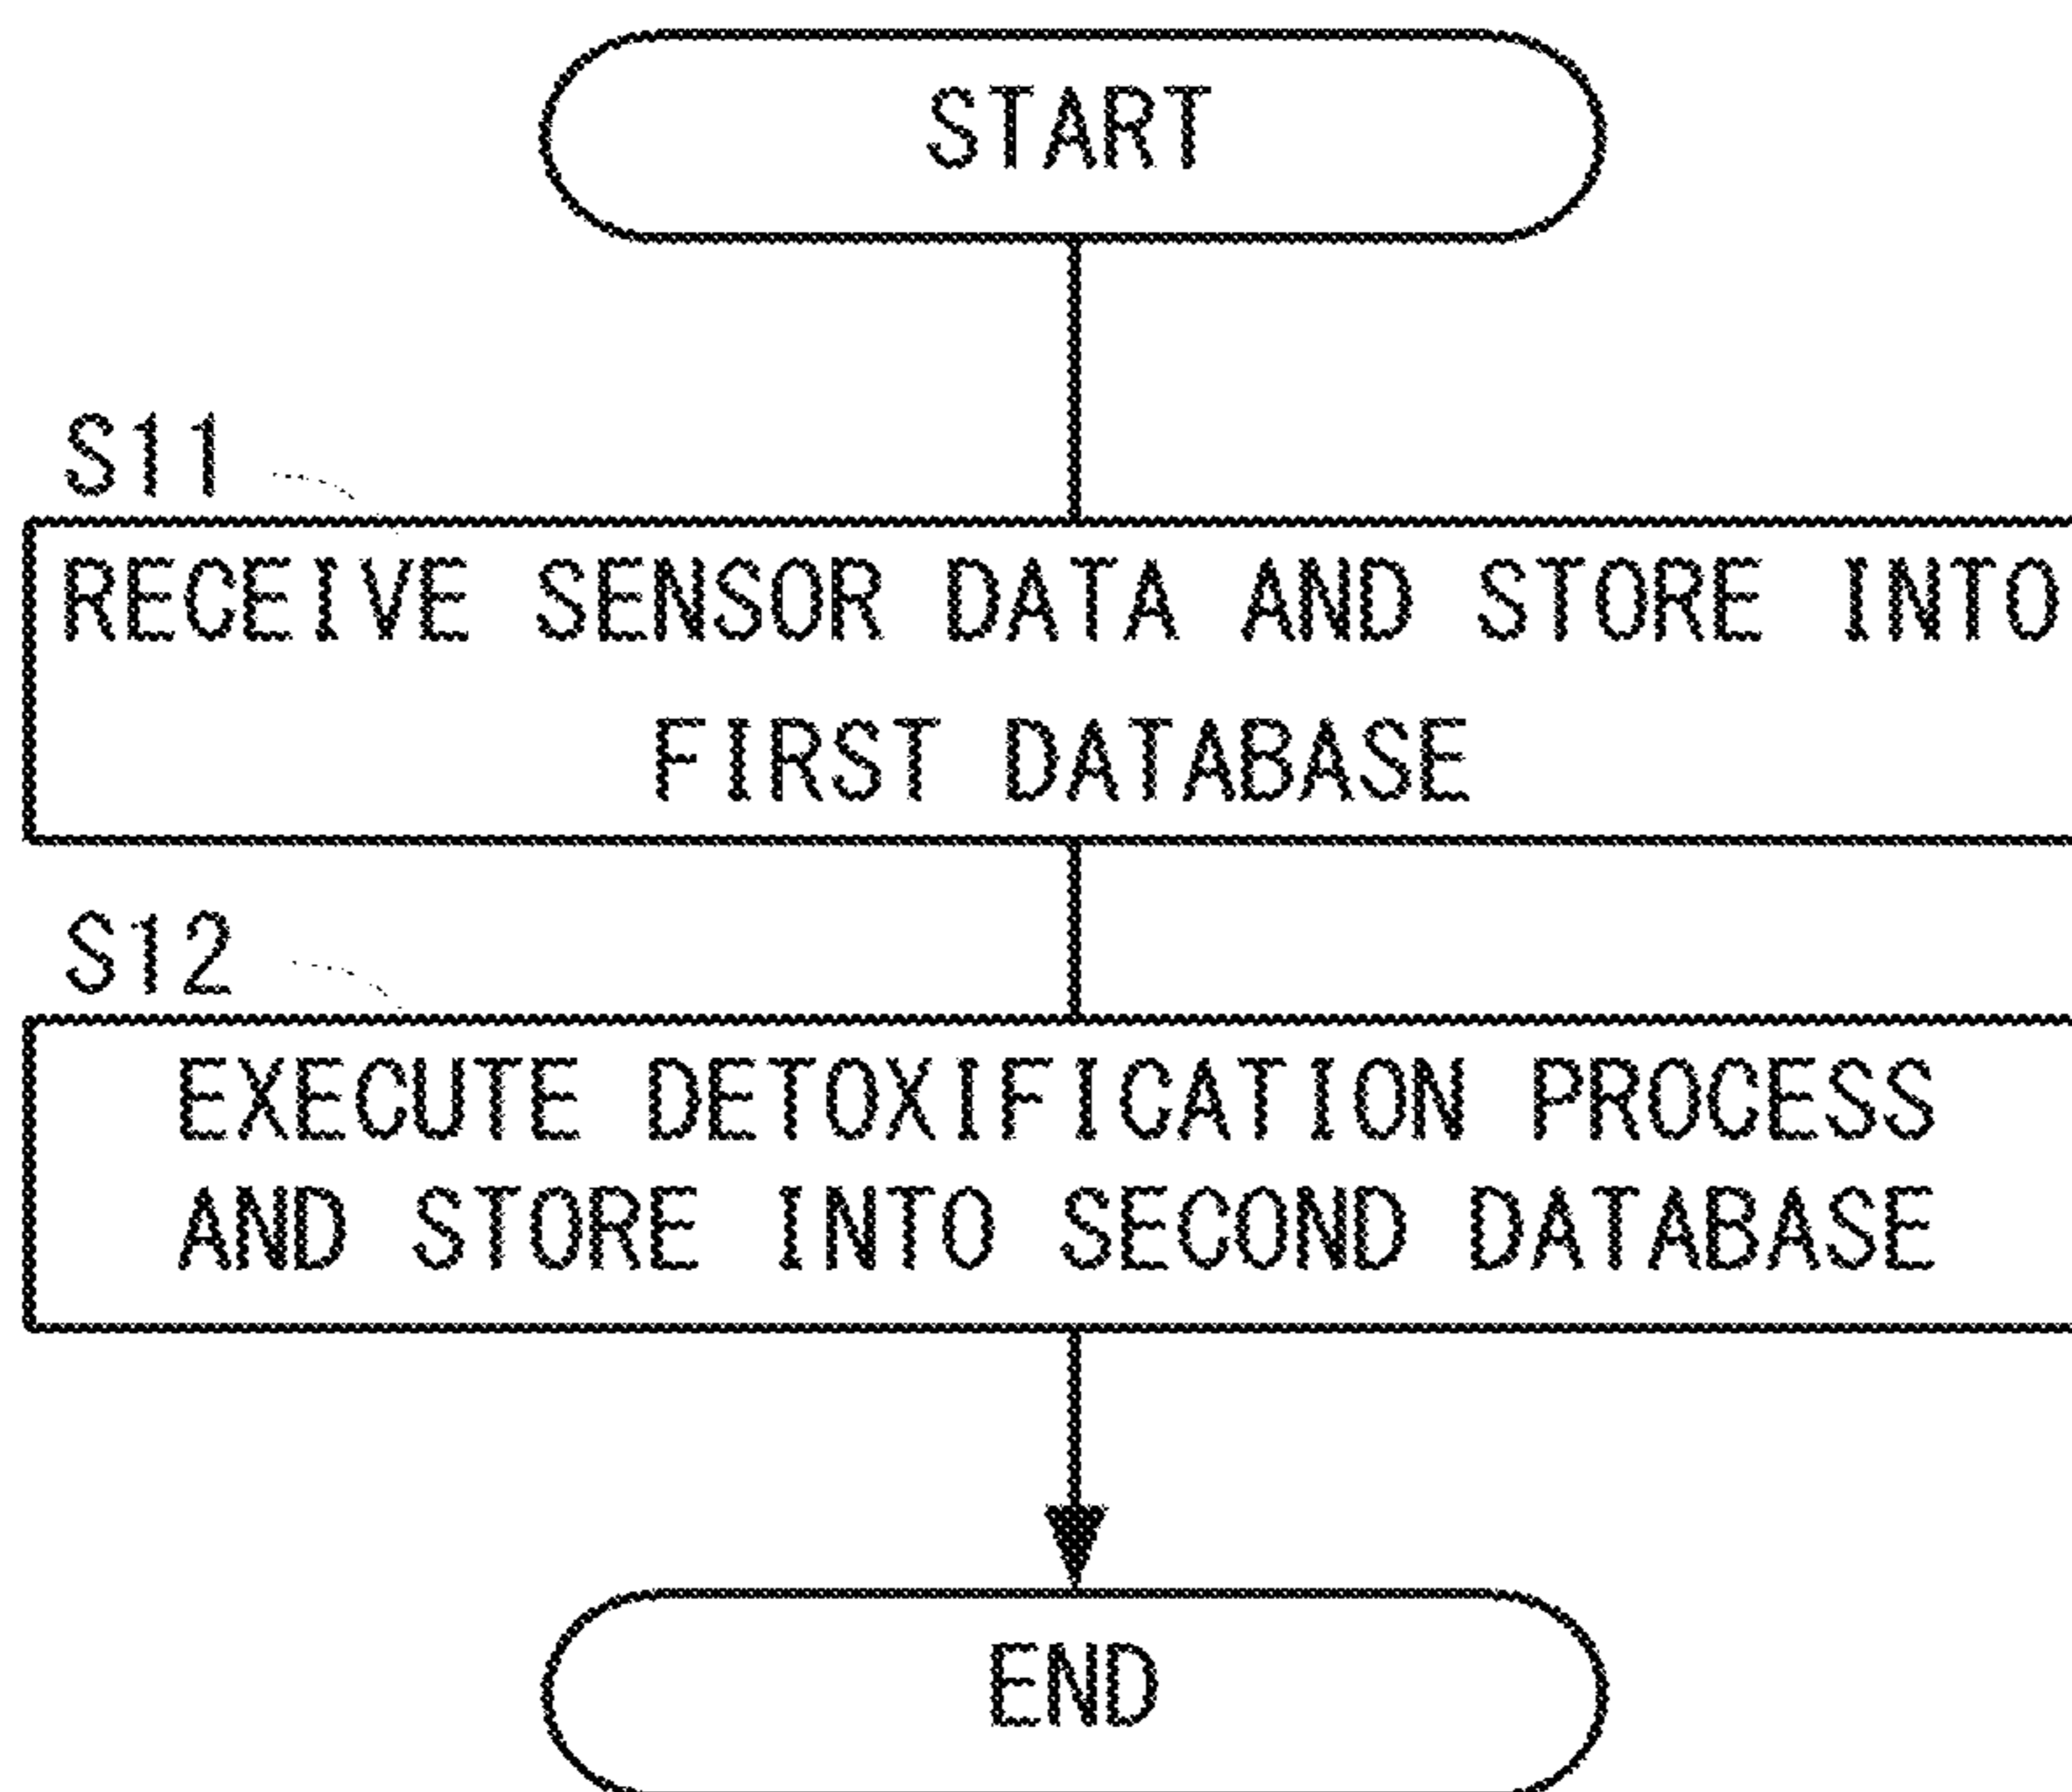 START
S11
RECEIVE SENSOR DATA AND STORE INTO
FIRST DATABASE
S12
EXECUTE DETOXIFICATION PROCESS
AND STORE INTO SECOND DATABASE
END